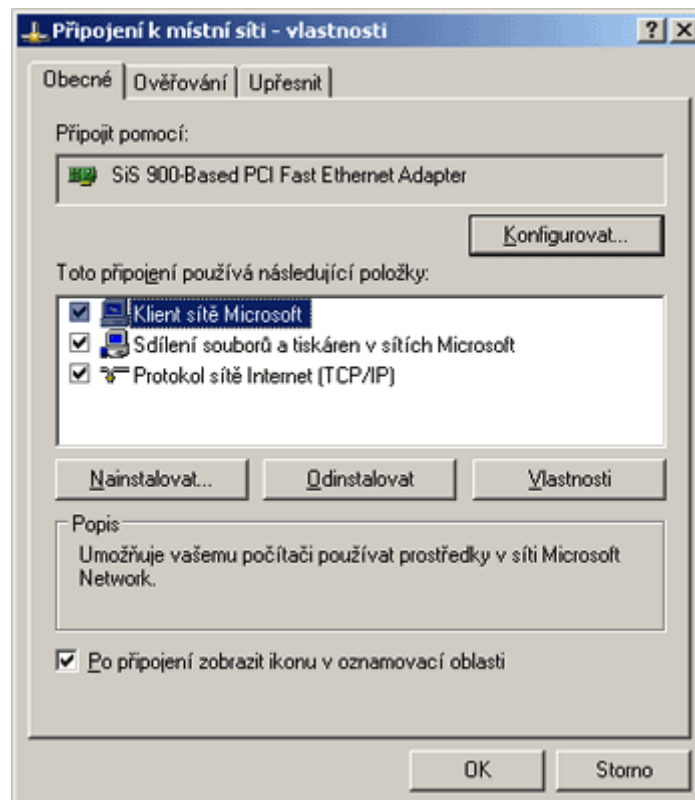 Připojení k místní síti - vlastnosti
Obecné Ověřování Upřesnit
Připojit pomocí:
SiS 900-Based PCI Fast Ethernet Adapter
Konfigurovat...
Toto připojení používá následující položky:
Klient sítě Microsoft
Sdílení souborů a tiskáren v sítích Microsoft
Protokol sítě Internet (TCP/IP)
Nainstalovat... Odinstalovat Vlastnosti
Popis
Umožňuje vašemu počítači používat prostředky v síti Microsoft
Network.
Po připojení zobrazit ikonu v oznamovací oblasti
OK Storno